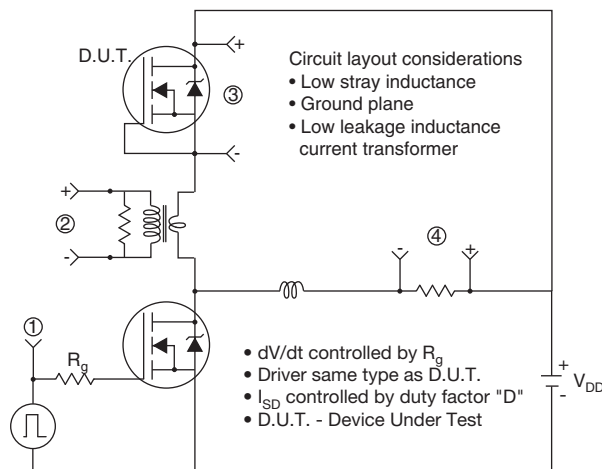 D.U.T.
+
③
-
Circuit layout considerations
• Low stray inductance
• Ground plane
• Low leakage inductance
current transformer
+
②
-
-
④
+
①
Rg
• dV/dt controlled by Rg
• Driver same type as D.U.T.
• ISD controlled by duty factor "D"
• D.U.T. - Device Under Test
+
VDD
-